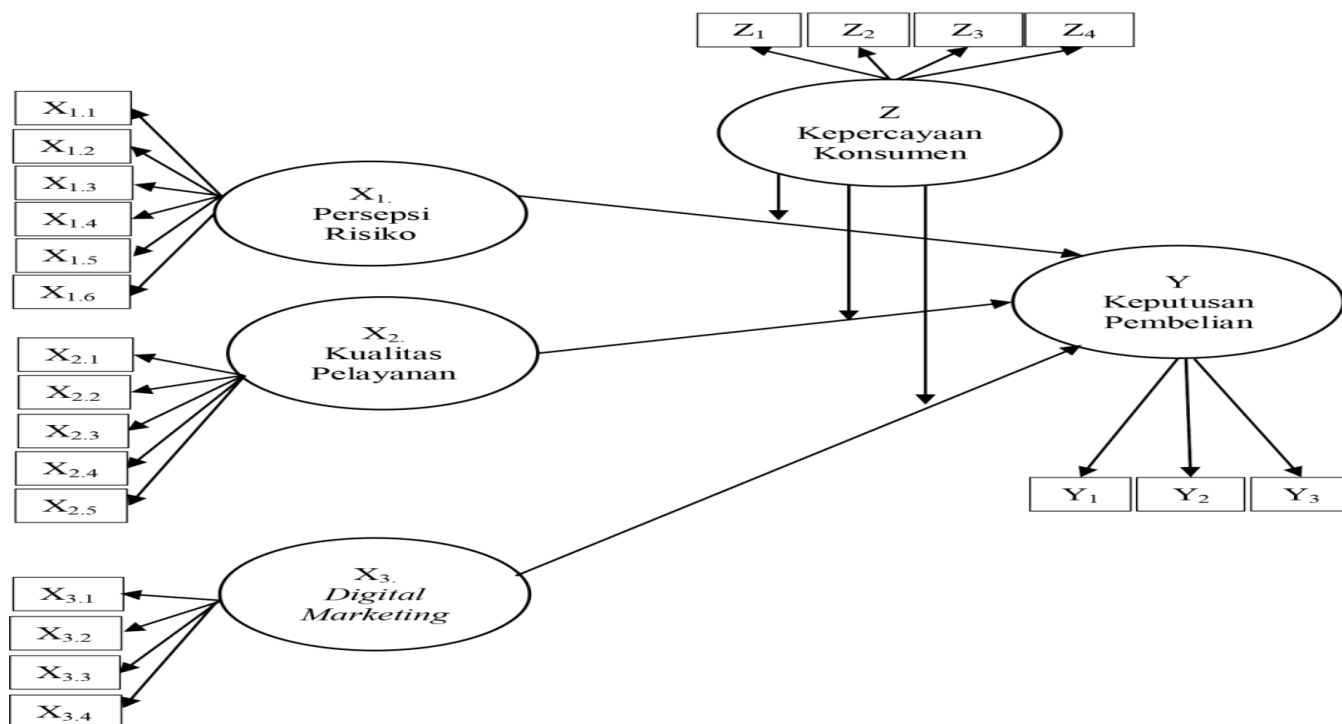 Z₁ Z₂ Z₃ Z₄
Z
Kepercayaan
Konsumen
X₁.₁
X₁.₂
X₁.₃
X₁.₄
X₁.₅
X₁.₆
X₁.
Persepsi
Risiko
X₂.₁
X₂.₂
X₂.₃
X₂.₄
X₂.₅
X₂.
Kualitas
Pelayanan
Y
Keputusan
Pembelian
Y₁ Y₂ Y₃
X₃.₁
X₃.₂
X₃.₃
X₃.₄
X₃.
Digital
Marketing